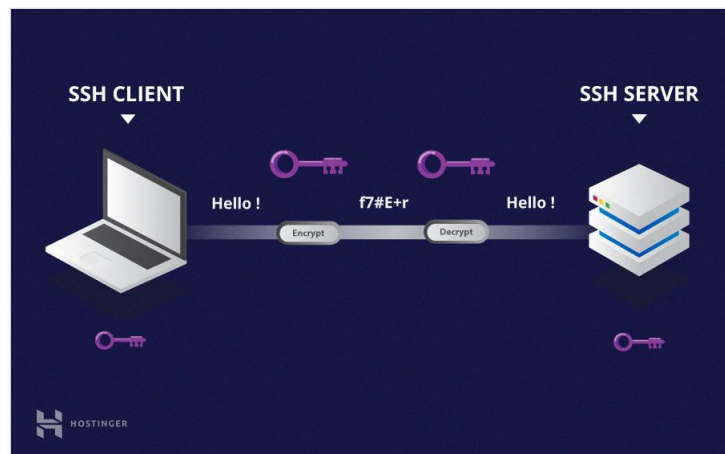 SSH CLIENT
SSH SERVER
Hello !
f7#E+r
Hello !
Encrypt
Decrypt
HOSTINGER